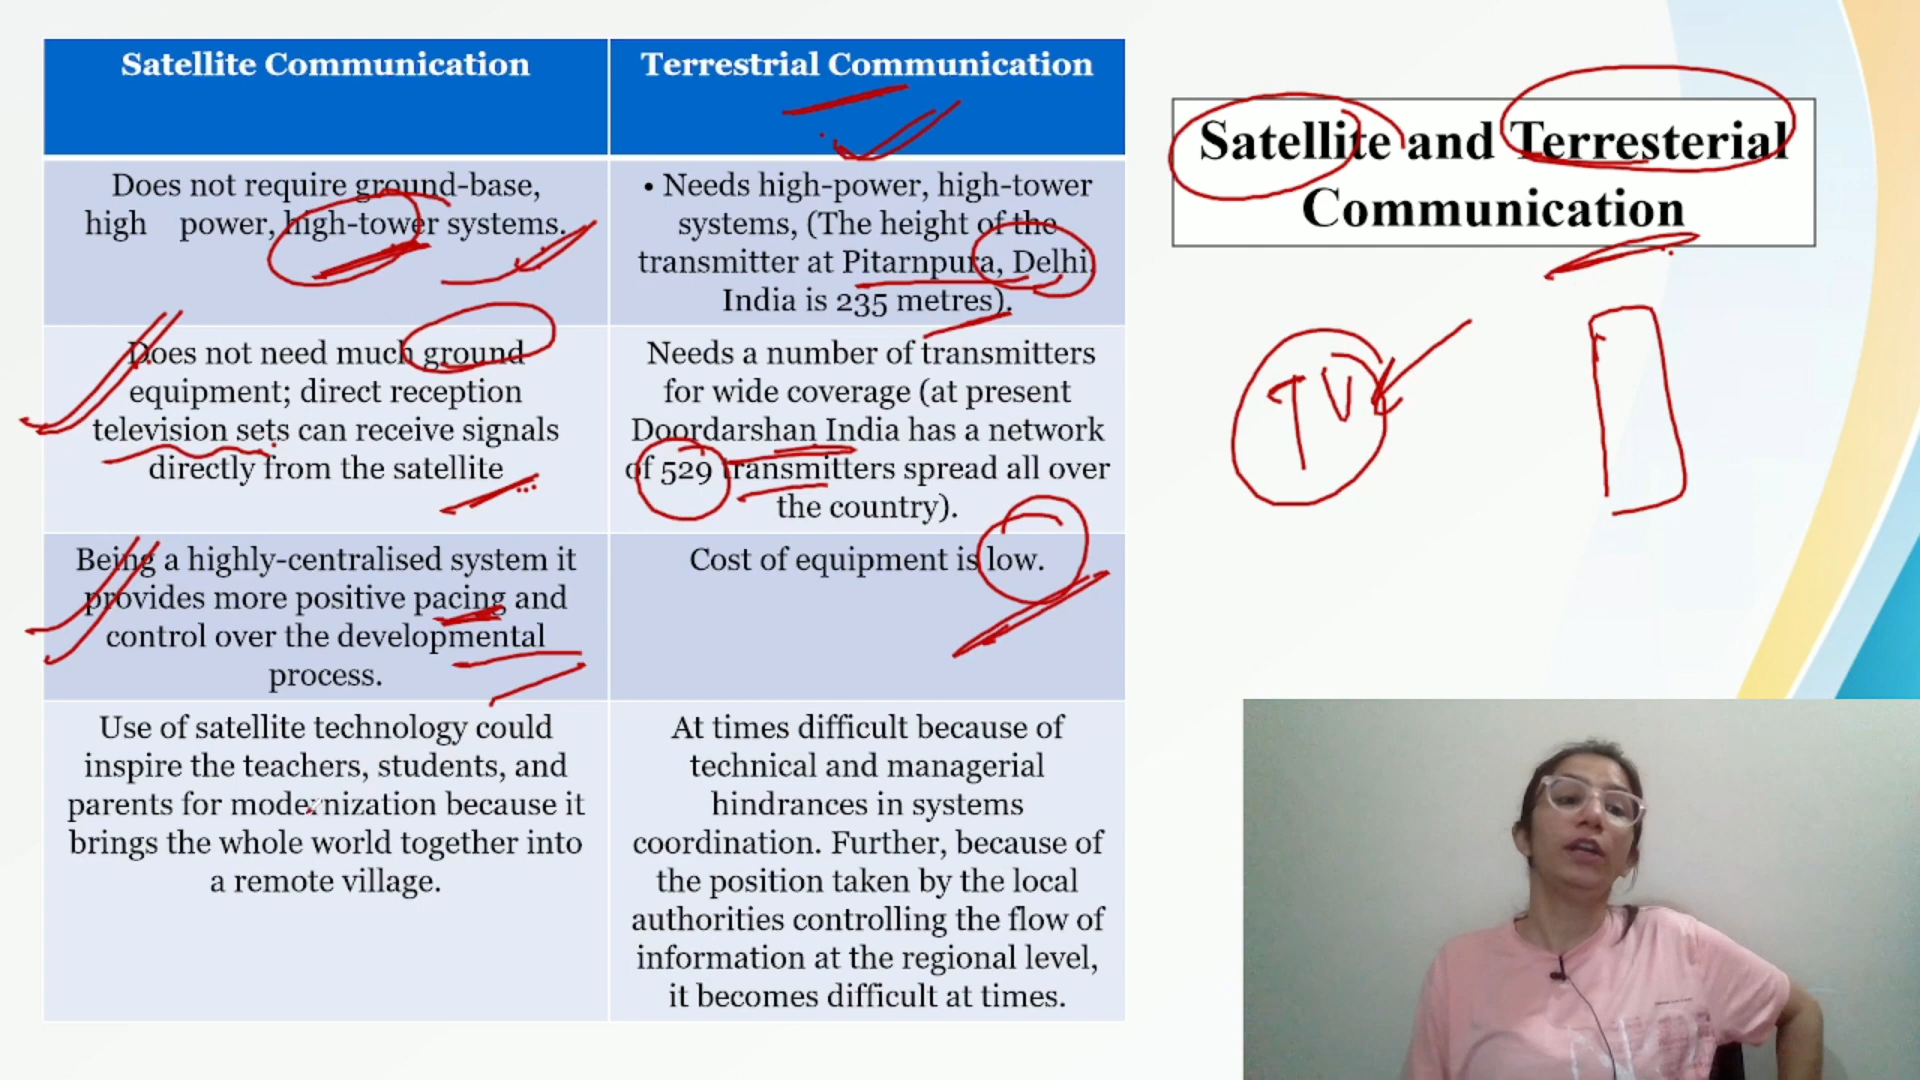 Satellite Communication
Terrestrial Communication
Does not require ground-base,
high power, high-tower systems.
• Needs high-power, high-tower
systems, (The height of the
transmitter at Pitarnpura, Delhi,
India is 235 metres).
Does not need much ground
equipment; direct reception
television sets can receive signals
directly from the satellite
Needs a number of transmitters
for wide coverage (at present
Doordarshan India has a network
of 529 transmitters spread all over
the country).
Being a highly-centralised system it
provides more positive pacing and
control over the developmental
process.
Cost of equipment is low.
Use of satellite technology could
inspire the teachers, students, and
parents for modernization because it
brings the whole world together into
a remote village.
At times difficult because of
technical and managerial
hindrances in systems
coordination. Further, because of
the position taken by the local
authorities controlling the flow of
information at the regional level,
it becomes difficult at times.
Satellite and Terresterial
Communication
TV